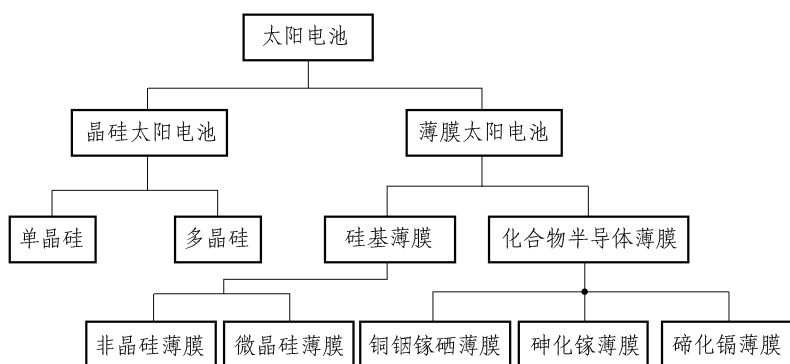 太阳电池
晶硅太阳电池
薄膜太阳电池
单晶硅
多晶硅
硅基薄膜
化合物半导体薄膜
非晶硅薄膜
微晶硅薄膜
铜铟镓硒薄膜
砷化镓薄膜
碲化镉薄膜